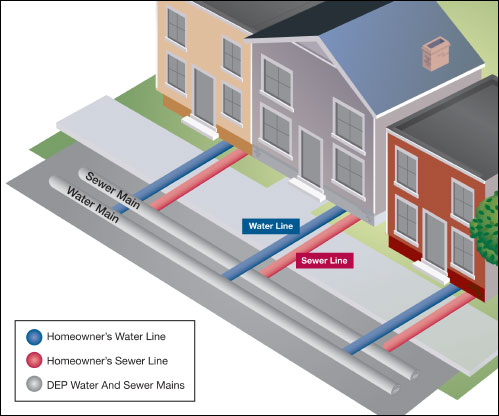 Sewer Main
Water Main
Water Line
Sewer Line
Homeowner's Water Line
Homeowner's Sewer Line
DEP Water And Sewer Mains